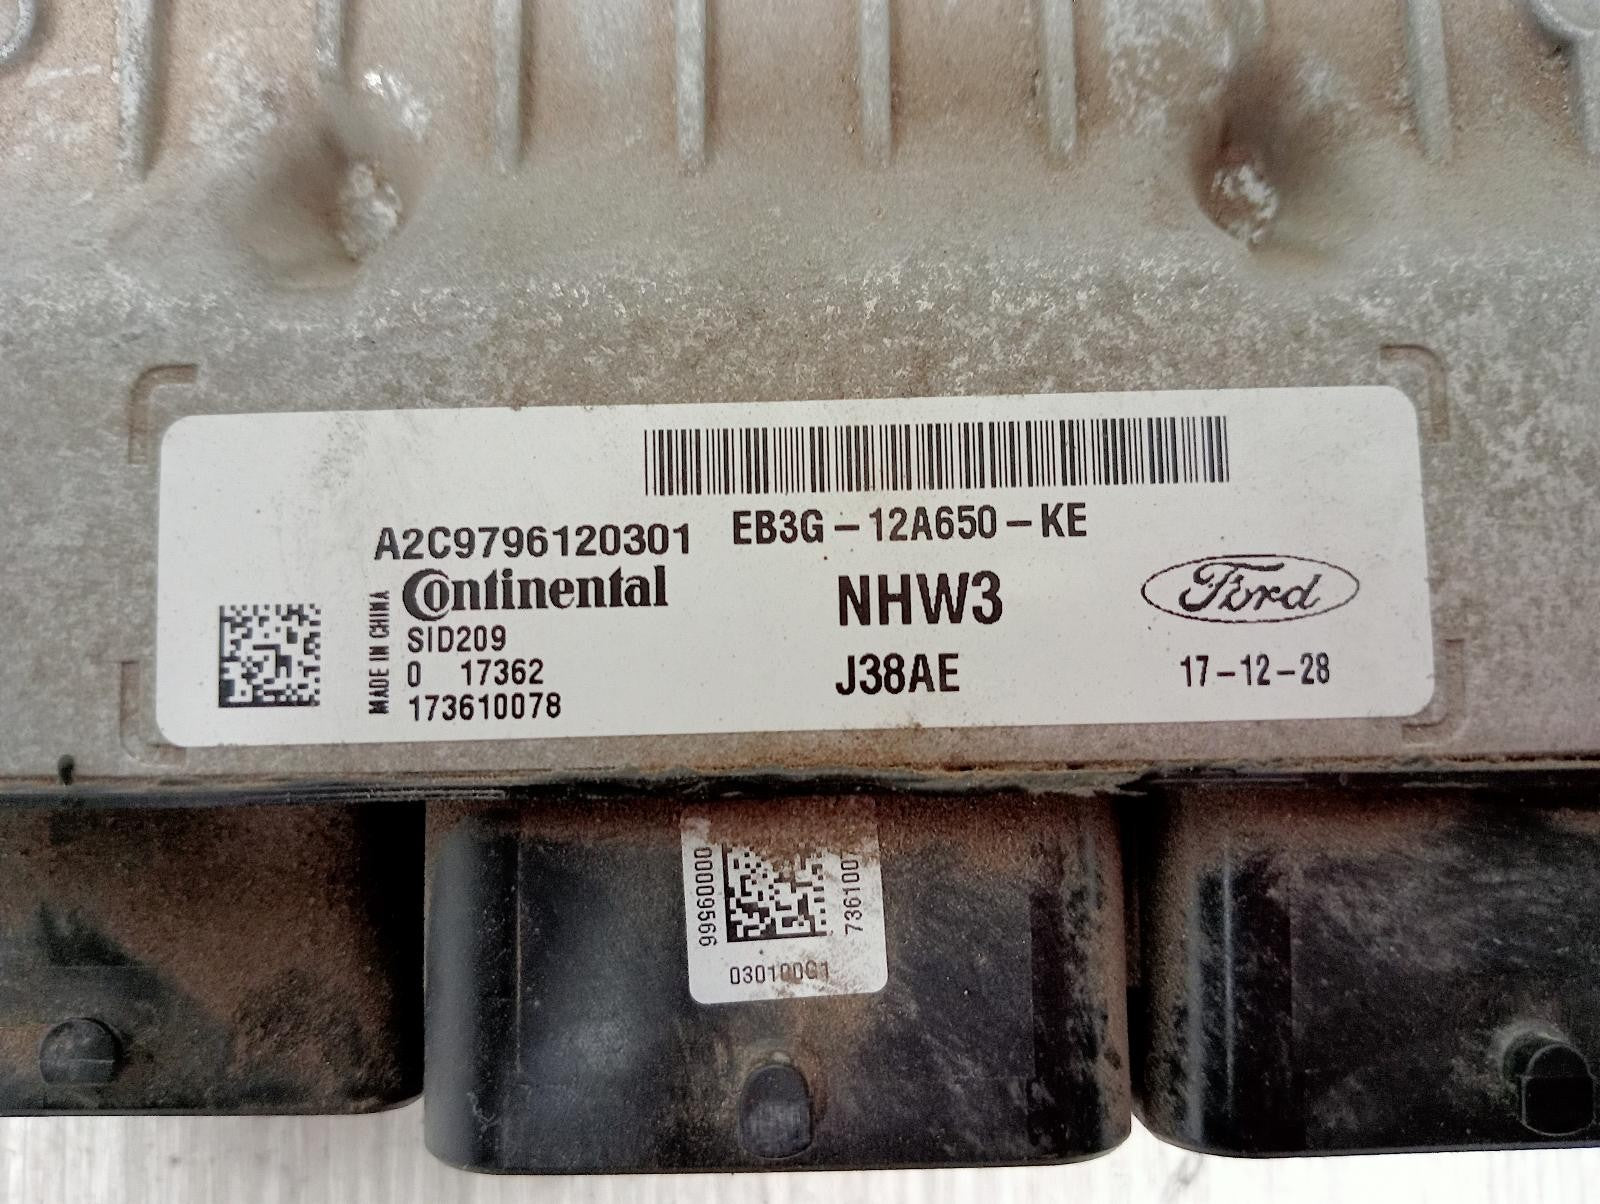 A2C9796120301
EB3G-12A650-KE
MADE IN CHINA
Continental
NHW3
Ford
SID209
0 17362
J38AE
17-12-28
173610078
00009566
736100
030100G1